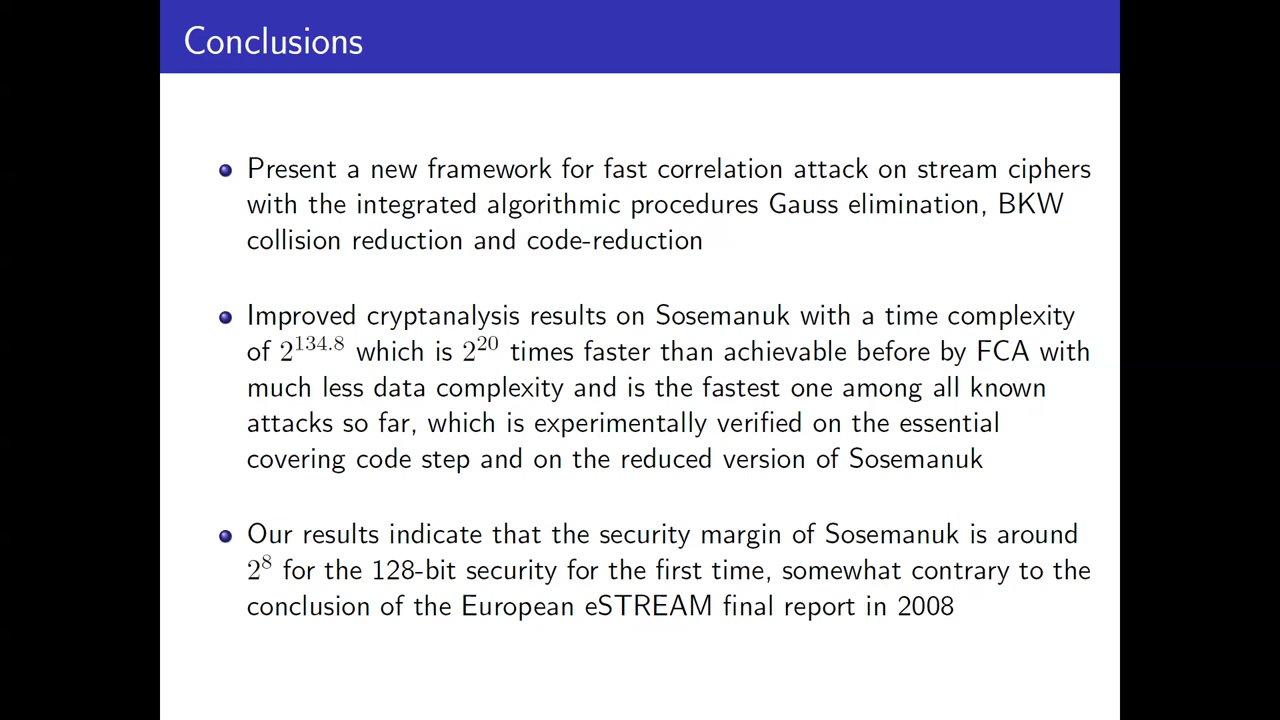 Conclusions
Present a new framework for fast correlation attack on stream ciphers
with the integrated algorithmic procedures Gauss elimination, BKW
collision reduction and code-reduction
Improved cryptanalysis results on Sosemanuk with a time complexity
of 2^134.8 which is 2^20 times faster than achievable before by FCA with
much less data complexity and is the fastest one among all known
attacks so far, which is experimentally verified on the essential
covering code step and on the reduced version of Sosemanuk
Our results indicate that the security margin of Sosemanuk is around
2^8 for the 128-bit security for the first time, somewhat contrary to the
conclusion of the European eSTREAM final report in 2008